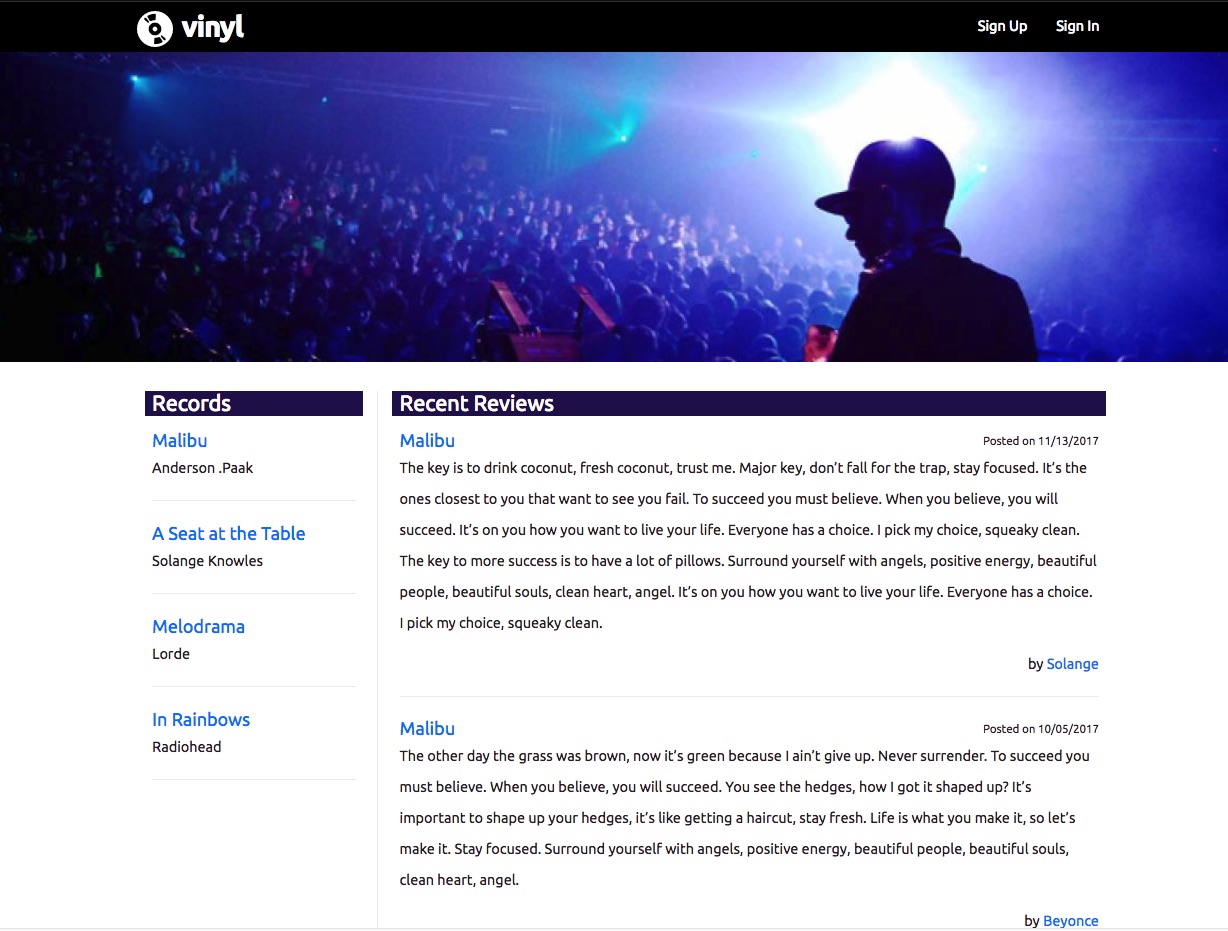 vinyl
Sign Up
Sign In
Records
Malibu
Anderson .Paak
A Seat at the Table
Solange Knowles
Melodrama
Lorde
In Rainbows
Radiohead
Recent Reviews
Malibu
Posted on 11/13/2017
The key is to drink coconut, fresh coconut, trust me. Major key, don’t fall for the trap, stay focused. It’s the
ones closest to you that want to see you fail. To succeed you must believe. When you believe, you will
succeed. It’s on you how you want to live your life. Everyone has a choice. I pick my choice, squeaky clean.
The key to more success is to have a lot of pillows. Surround yourself with angels, positive energy, beautiful
people, beautiful souls, clean heart, angel. It’s on you how you want to live your life. Everyone has a choice.
I pick my choice, squeaky clean.
by Solange
Malibu
Posted on 10/05/2017
The other day the grass was brown, now it’s green because I ain’t give up. Never surrender. To succeed you
must believe. When you believe, you will succeed. You see the hedges, how I got it shaped up? It’s
important to shape up your hedges, it’s like getting a haircut, stay fresh. Life is what you make it, so let’s
make it. Stay focused. Surround yourself with angels, positive energy, beautiful people, beautiful souls,
clean heart, angel.
by Beyonce